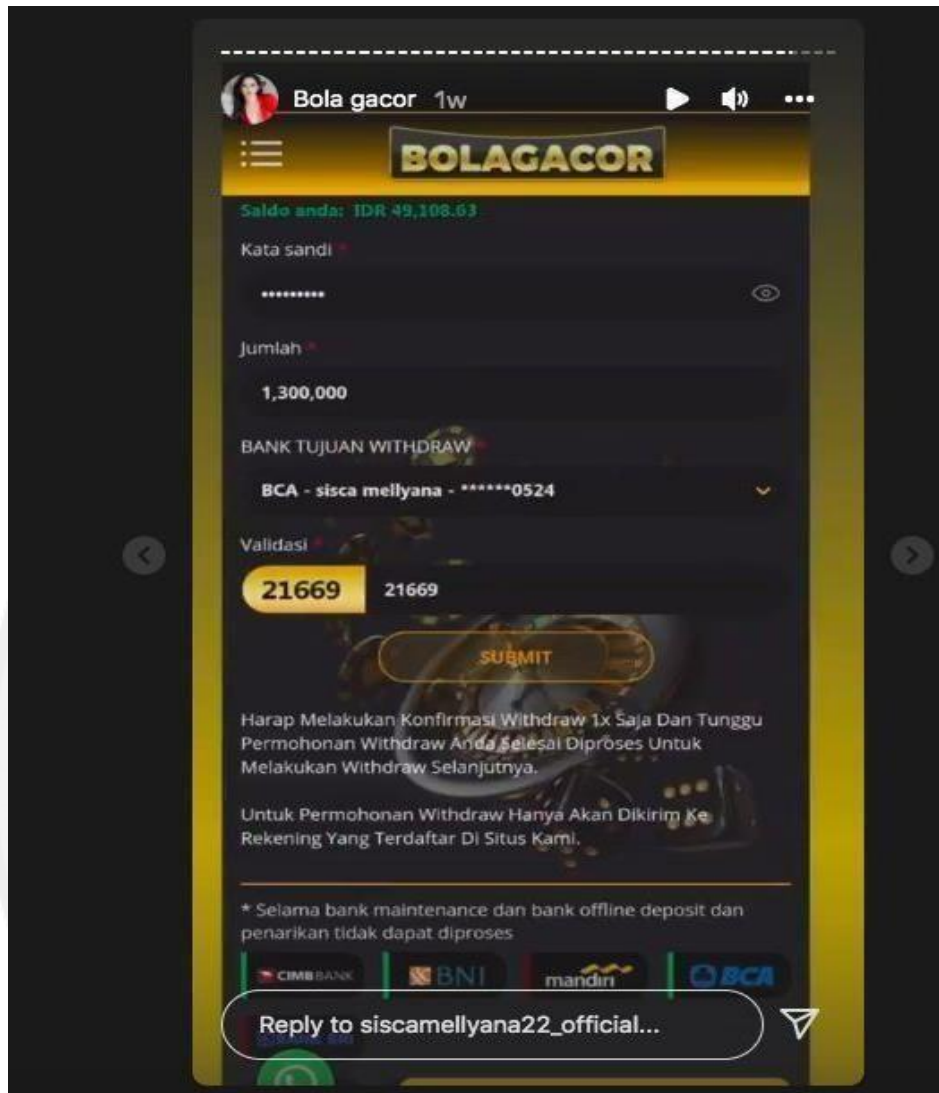 Bola gacor 1w
BOLAGACOR
Saldo anda: IDR 49,108.63
Kata sandi *
•••••••••
Jumlah *
1,300,000
BANK TUJUAN WITHDRAW *
BCA - sisca mellyana - ******0524
Validasi *
21669 21669
SUBMIT
Harap Melakukan Konfirmasi Withdraw 1x Saja Dan Tunggu
Permohonan Withdraw Anda Selesai Diproses Untuk
Melakukan Withdraw Selanjutnya.
Untuk Permohonan Withdraw Hanya Akan Dikirim Ke
Rekening Yang Terdaftar Di Situs Kami.
* Selama bank maintenance dan bank offline deposit dan
penarikan tidak dapat diproses
CIMB BANK BNI mandiri BCA
Reply to siscamellyana22_official...
BANK BRI